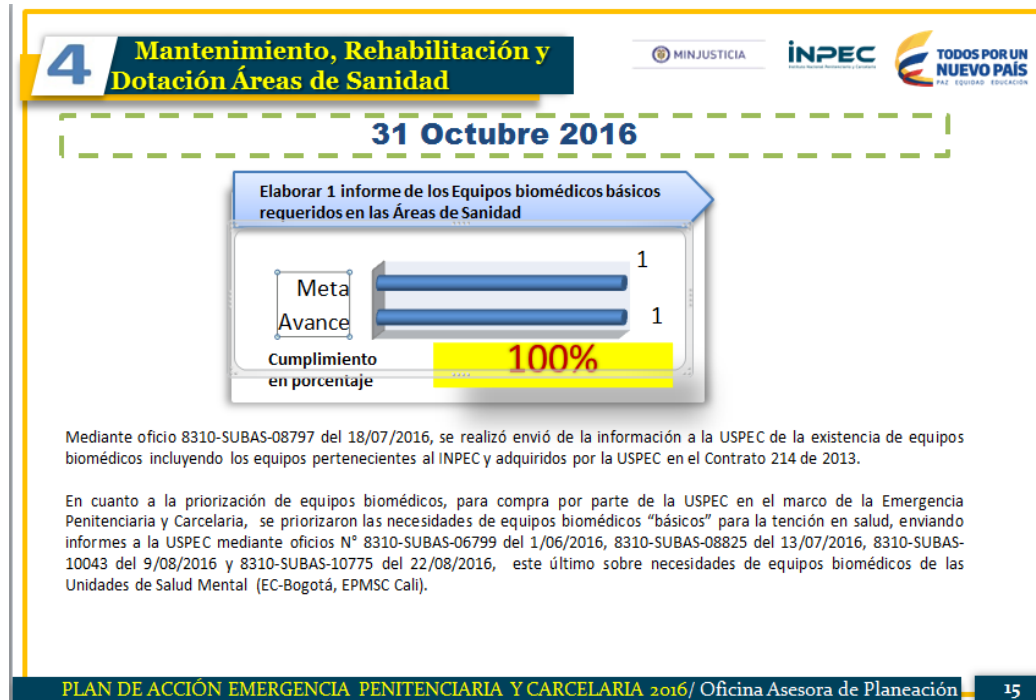 4
Mantenimiento, Rehabilitación y
Dotación Áreas de Sanidad
MINJUSTICIA
INPEC
TODOS POR UN
NUEVO PAÍS
PAZ EQUIDAD EDUCACIÓN
31 Octubre 2016
Elaborar 1 informe de los Equipos biomédicos básicos
requeridos en las Áreas de Sanidad
Meta
1
Avance
1
Cumplimiento
en porcentaje
100%
Mediante oficio 8310-SUBAS-08797 del 18/07/2016, se realizó envió de la información a la USPEC de la existencia de equipos
biomédicos incluyendo los equipos pertenecientes al INPEC y adquiridos por la USPEC en el Contrato 214 de 2013.
En cuanto a la priorización de equipos biomédicos, para compra por parte de la USPEC en el marco de la Emergencia
Penitenciaria y Carcelaria, se priorizaron las necesidades de equipos biomédicos “básicos” para la tención en salud, enviando
informes a la USPEC mediante oficios N° 8310-SUBAS-06799 del 1/06/2016, 8310-SUBAS-08825 del 13/07/2016, 8310-SUBAS-
10043 del 9/08/2016 y 8310-SUBAS-10775 del 22/08/2016, este último sobre necesidades de equipos biomédicos de las
Unidades de Salud Mental (EC-Bogotá, EPMSC Cali).
PLAN DE ACCIÓN EMERGENCIA PENITENCIARIA Y CARCELARIA 2016/ Oficina Asesora de Planeación
15